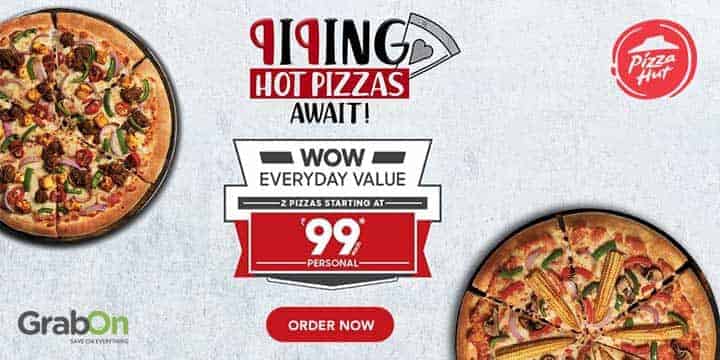 PIPING
HOT PIZZAS
AWAIT!
Pizza
Hut
WOW
EVERYDAY VALUE
2 PIZZAS STARTING AT
₹99*
PERSONAL
ORDER NOW
GrabOn
SAVE ON EVERYTHING